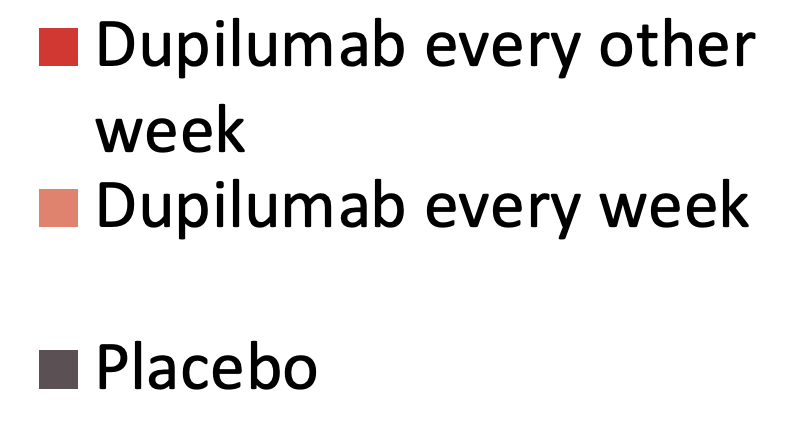 Dupilumab every other
week
Dupilumab every week
Placebo